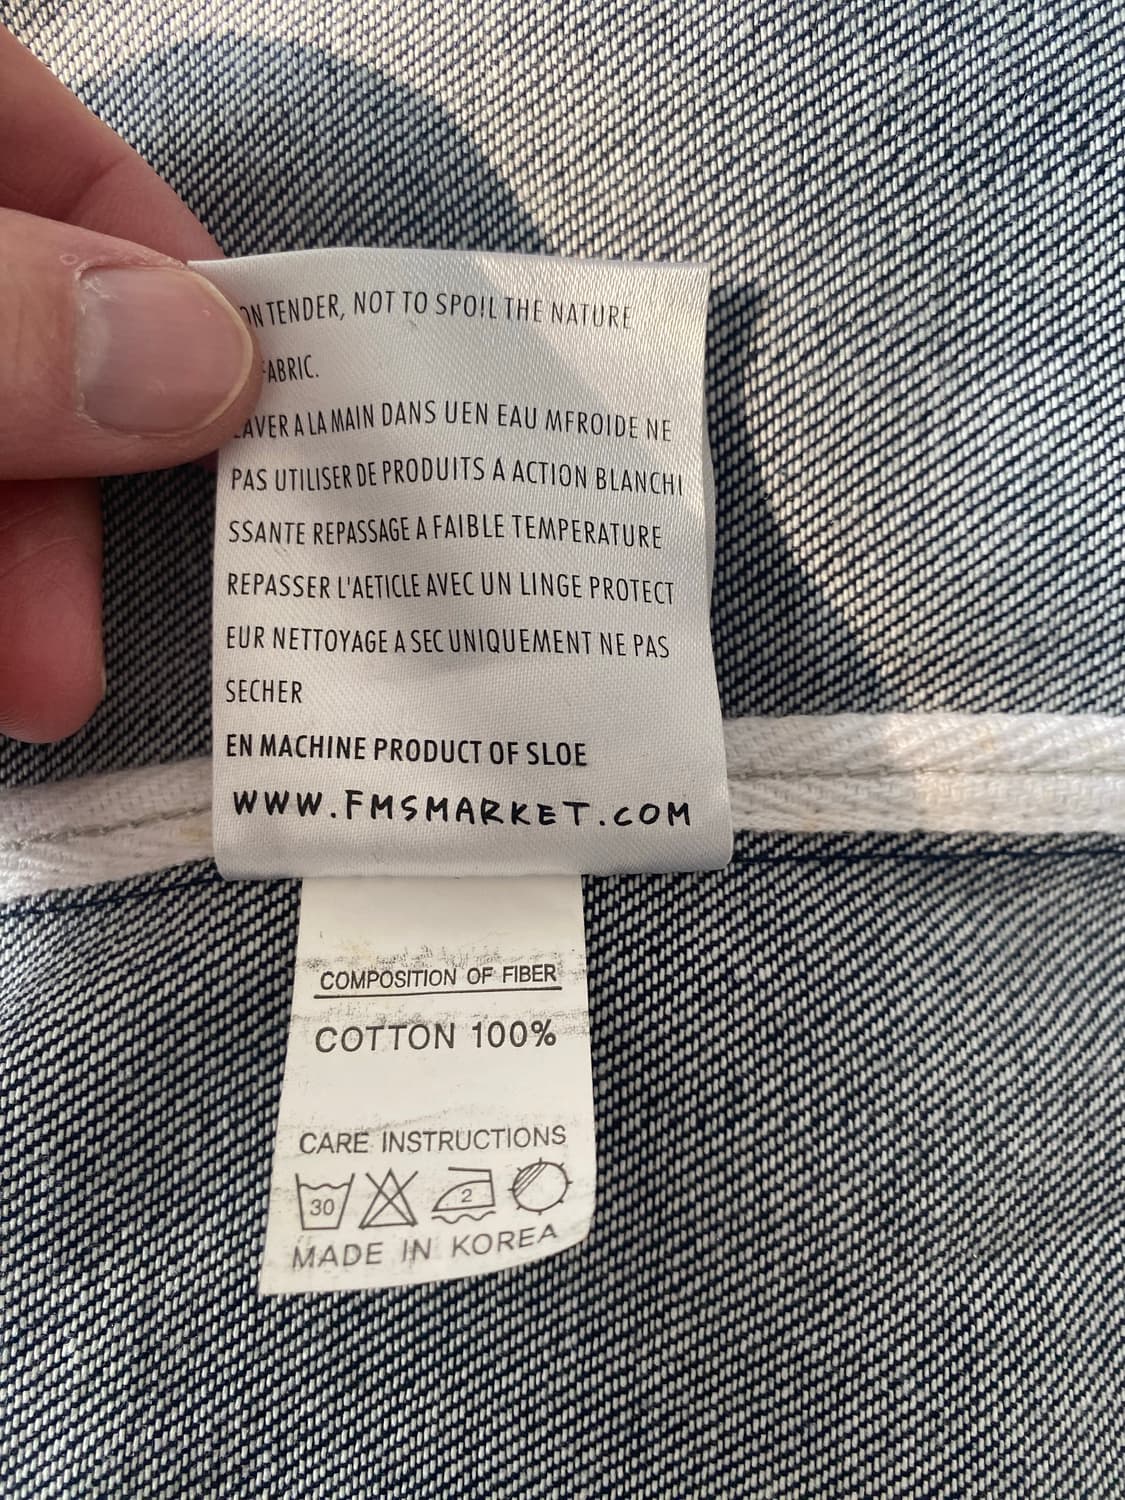 TENDER, NOT TO SPOIL THE NATURE
FABRIC.
LAVER A LA MAIN DANS UEN EAU MFROIDE NE
PAS UTILISER DE PRODUITS A ACTION BLANCHI
SSANTE REPASSAGE A FAIBLE TEMPERATURE
REPASSER L'AETICLE AVEC UN LINGE PROTECT
EUR NETTOYAGE A SEC UNIQUEMENT NE PAS
SECHER
EN MACHINE PRODUCT OF SLOE
WWW.FMSMARKET.COM
COMPOSITION OF FIBER
COTTON 100%
CARE INSTRUCTIONS
30 2
MADE IN KOREA